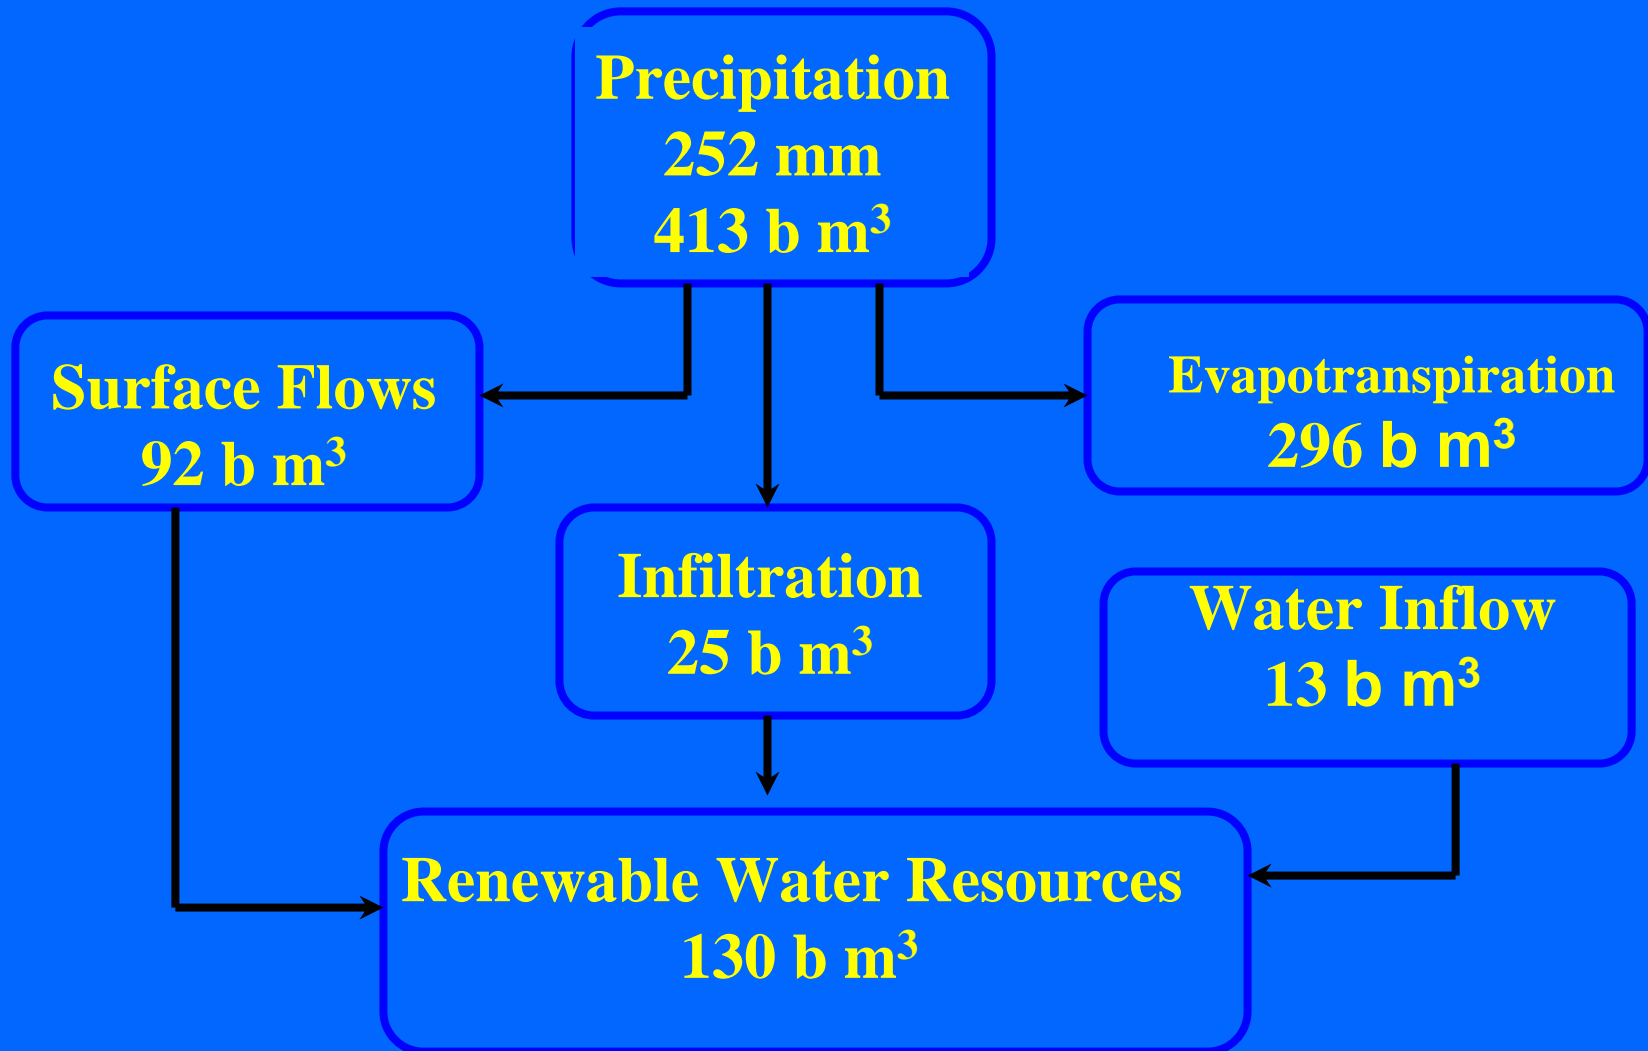 Precipitation
252 mm
413 b m³
Surface Flows
92 b m³
Evapotranspiration
296 b m³
Infiltration
25 b m³
Water Inflow
13 b m³
Renewable Water Resources
130 b m³